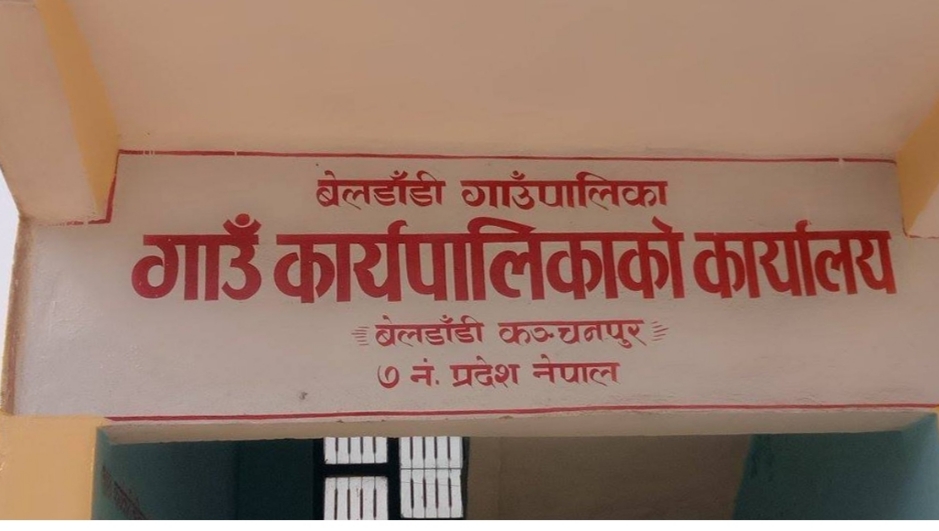 बेलडाँडी गाउँपालिका
गाउँ कार्यपालिकाको कार्यालय
बेलडाँडी कञ्चनपुर
७ नं. प्रदेश नेपाल